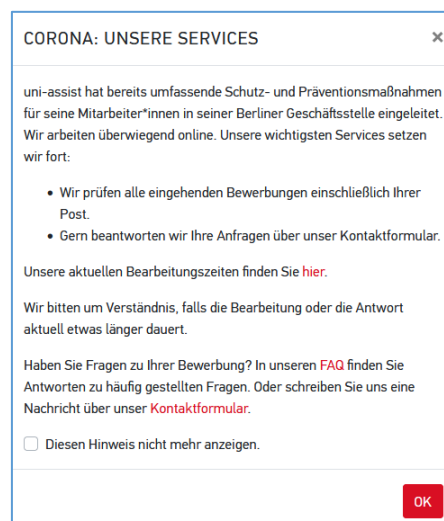 CORONA: UNSERE SERVICES ×
uni-assist hat bereits umfassende Schutz- und Präventionsmaßnahmen
für seine Mitarbeiter*innen in seiner Berliner Geschäftsstelle eingeleitet.
Wir arbeiten überwiegend online. Unsere wichtigsten Services setzen
wir fort:
• Wir prüfen alle eingehenden Bewerbungen einschließlich Ihrer
Post.
• Gern beantworten wir Ihre Anfragen über unser Kontaktformular.
Unsere aktuellen Bearbeitungszeiten finden Sie hier.
Wir bitten um Verständnis, falls die Bearbeitung oder die Antwort
aktuell etwas länger dauert.
Haben Sie Fragen zu Ihrer Bewerbung? In unseren FAQ finden Sie
Antworten zu häufig gestellten Fragen. Oder schreiben Sie uns eine
Nachricht über unser Kontaktformular.
Diesen Hinweis nicht mehr anzeigen.
OK